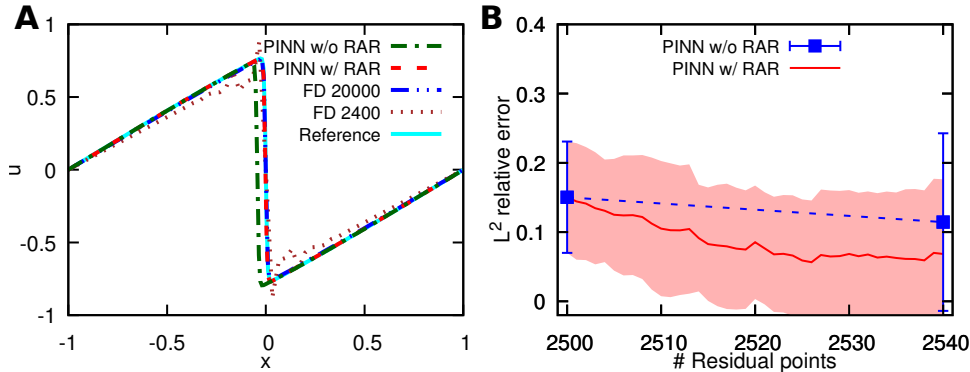 A
1
0.5
0
-0.5
-1
u
-1 -0.5 0 0.5 1
x
PINN w/o RAR
PINN w/ RAR
FD 20000
FD 2400
Reference
B
0.4
0.3
0.2
0.1
0
L² relative error
2500 2510 2520 2530 2540
# Residual points
PINN w/o RAR
PINN w/ RAR